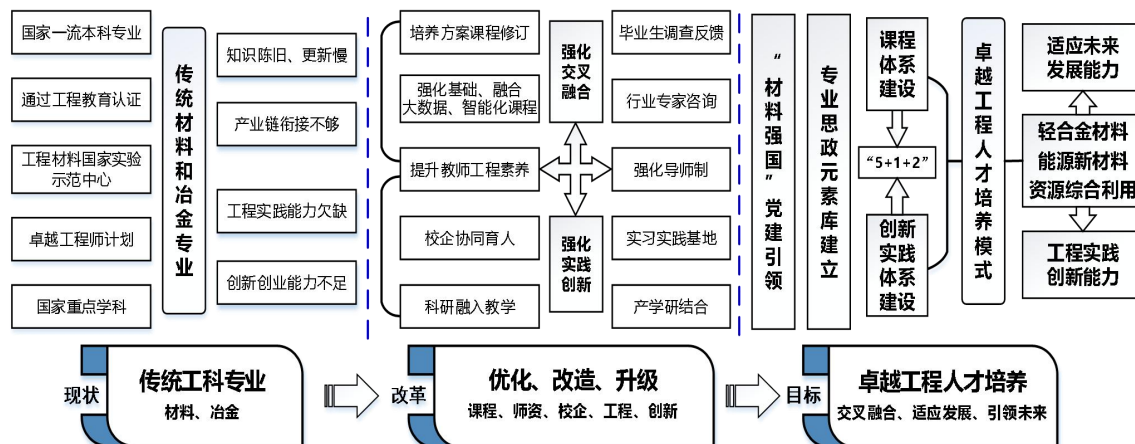 国家一流本科专业
通过工程教育认证
工程材料国家实验
示范中心
卓越工程师计划
国家重点学科
传统材料和冶金专业
知识陈旧、更新慢
产业链衔接不够
工程实践能力欠缺
创新创业能力不足
培养方案课程修订
强化基础、融合
大数据、智能化课程
提升教师工程素养
校企协同育人
科研融入教学
强化
交叉
融合
强化
实践
创新
毕业生调查反馈
行业专家咨询
强化导师制
实习实践基地
产学研结合
“材料强国”党建引领
专业思政元素库建立
课程
体系
建设
“5+1+2”
创新
实践
体系
建设
卓越工程人才培养模式
适应未来
发展能力
轻合金材料
能源新材料
资源综合利用
工程实践
创新能力
现状
传统工科专业
材料、冶金
改革
优化、改造、升级
课程、师资、校企、工程、创新
目标
卓越工程人才培养
交叉融合、适应发展、引领未来